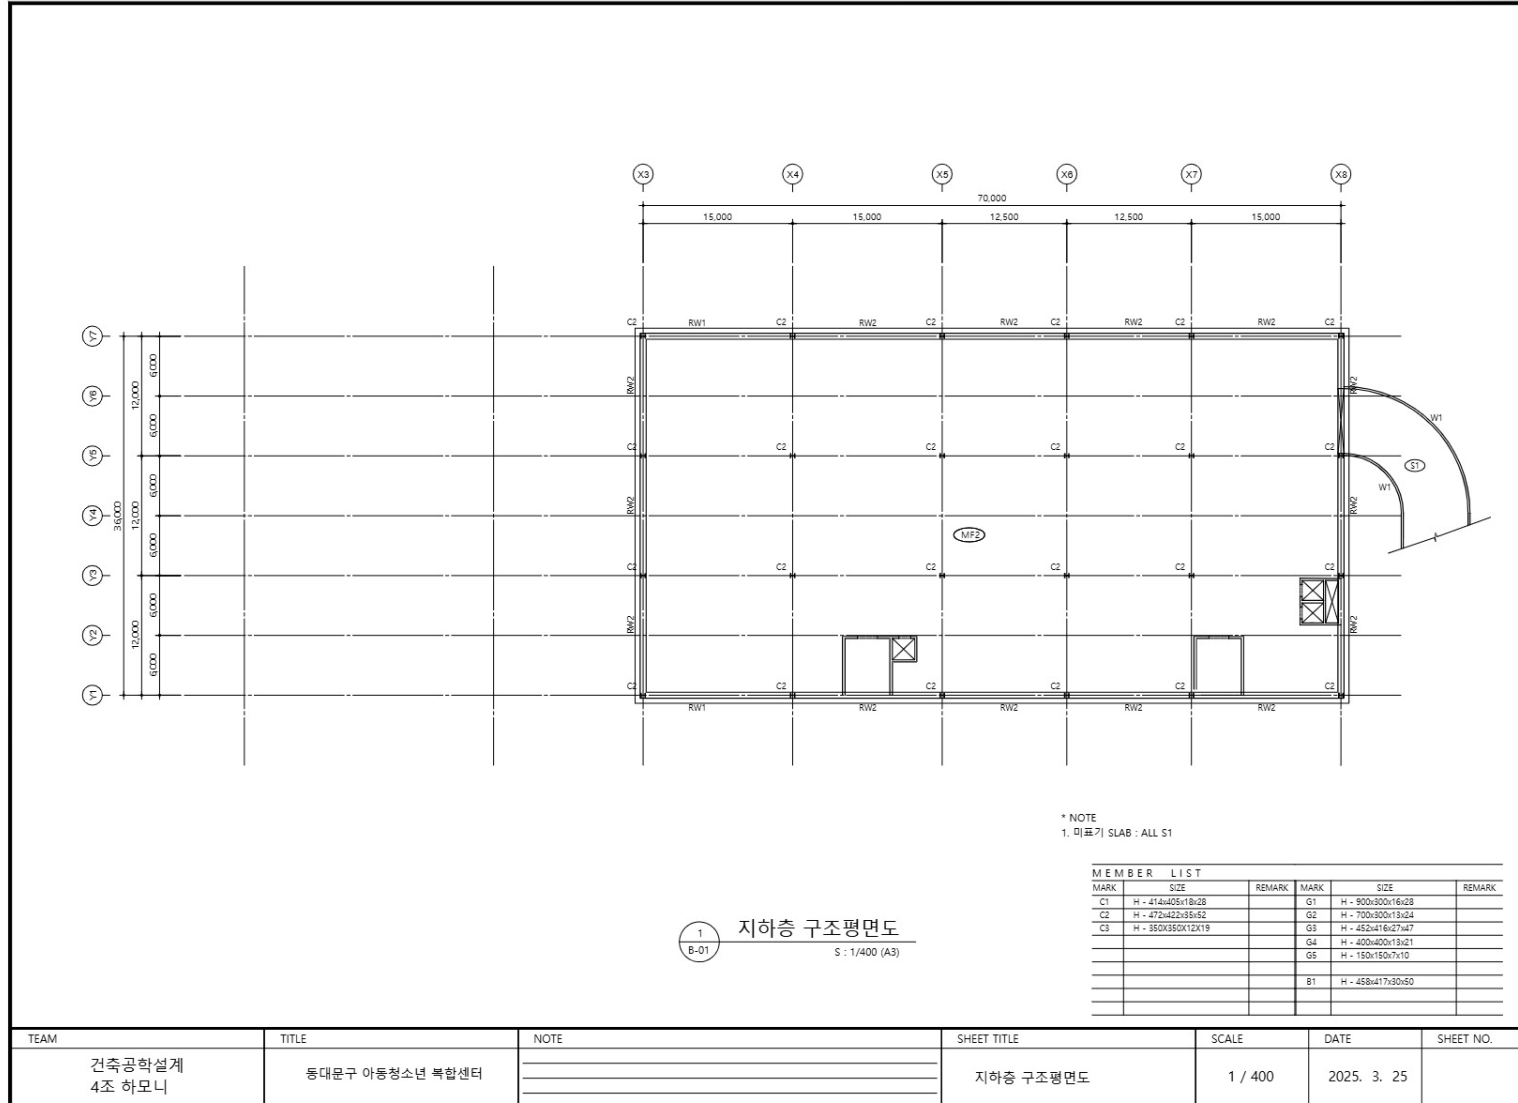 X3 X4 X5 X6 X7 X8
70,000
15,000 15,000 12,500 12,500 15,000
C2 RW1 C2 RW2 C2 RW2 C2 RW2 C2 RW2 C2
Y7
6,000
RW2 RW2
12,000
Y6
W1
6,000
C2 C2 C2 C2 C2 C2
Y5
S1
6,000
W1
RW2 RW2
36,000 12,000
Y4
MF2
6,000
C2 C2 C2 C2 C2 C2
Y3
6,000
RW2 RW2
12,000
Y2
6,000
C2 C2 C2 C2 C2 C2
Y1
RW1 RW2 RW2 RW2 RW2
* NOTE
1. 미표기 SLAB : ALL S1
MEMBER LIST
MARK SIZE REMARK MARK SIZE REMARK
C1 H - 414x405x18x28 G1 H - 900x300x16x28
C2 H - 472x422x35x52 G2 H - 700x300x13x24
C3 H - 350X350X12X19 G3 H - 452x416x27x47
G4 H - 400x400x13x21
G5 H - 150x150x7x10
B1 H - 458x417x30x50
1
B-01
지하층 구조평면도
S : 1/400 (A3)
TEAM TITLE NOTE SHEET TITLE SCALE DATE SHEET NO.
건축공학설계
4조 하모니
동대문구 아동청소년 복합센터
지하층 구조평면도
1 / 400
2025. 3. 25